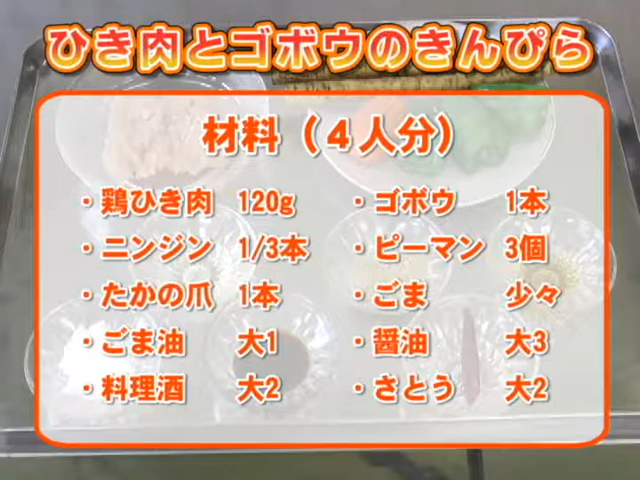 ひき肉とゴボウのきんぴら
材料（４人分）
・鶏ひき肉 120g ・ゴボウ 1本
・ニンジン 1/3本 ・ピーマン 3個
・たかの爪 1本 ・ごま 少々
・ごま油 大1 ・醤油 大3
・料理酒 大2 ・さとう 大2